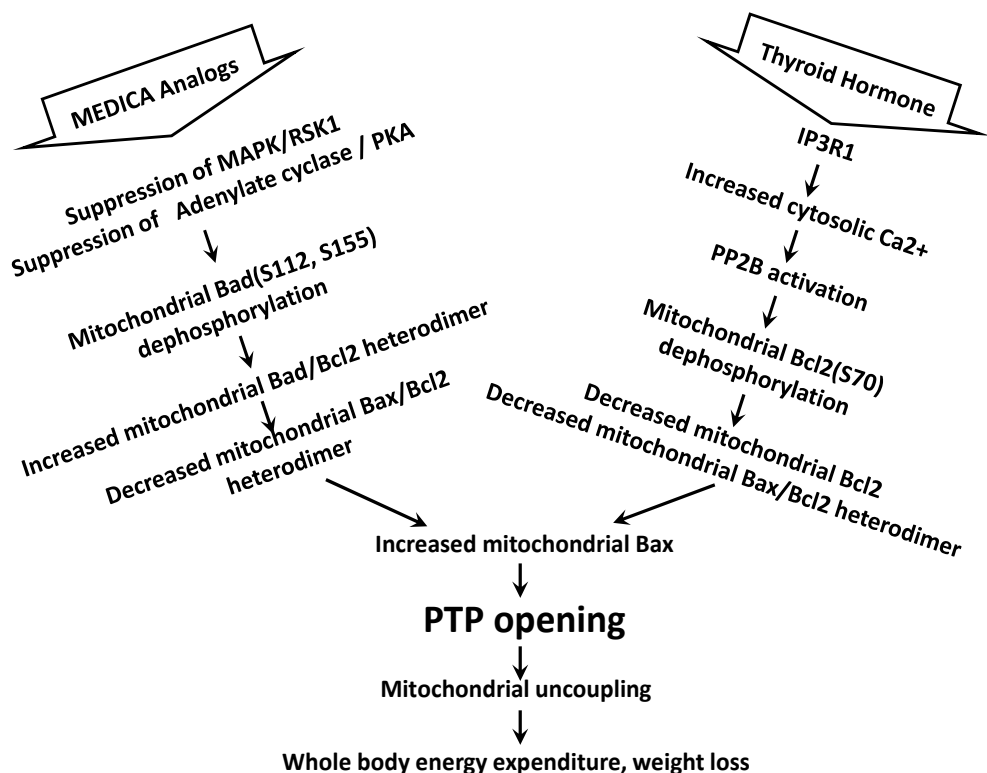 MEDICA Analogs
Suppression of MAPK/RSK1
Suppression of Adenylate cyclase / PKA
Mitochondrial Bad(S112, S155)
dephosphorylation
Increased mitochondrial Bad/Bcl2 heterodimer
Decreased mitochondrial Bax/Bcl2
heterodimer
Thyroid Hormone
IP3R1
Increased cytosolic Ca2+
PP2B activation
Mitochondrial Bcl2(S70)
dephosphorylation
Decreased mitochondrial Bcl2
Decreased mitochondrial Bax/Bcl2 heterodimer
Increased mitochondrial Bax
PTP opening
Mitochondrial uncoupling
Whole body energy expenditure, weight loss